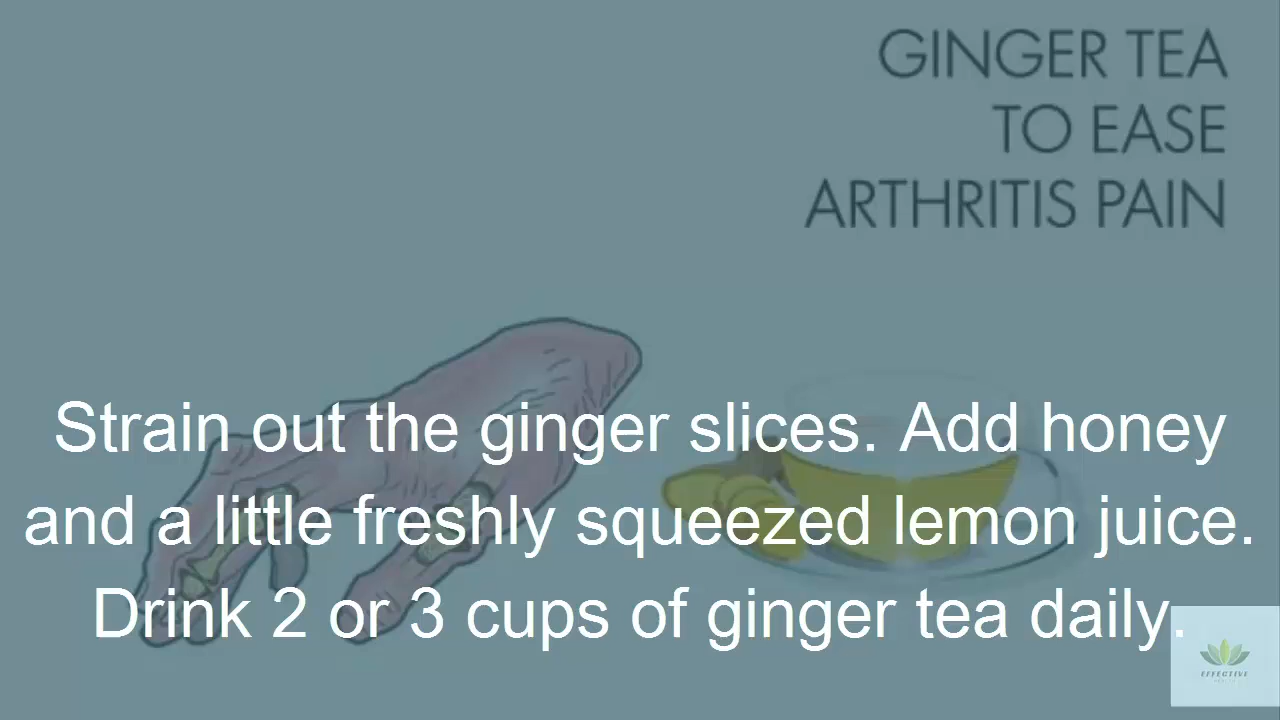 GINGER TEA
TO EASE
ARTHRITIS PAIN
Strain out the ginger slices. Add honey
and a little freshly squeezed lemon juice.
Drink 2 or 3 cups of ginger tea daily.
EFFECTIVE